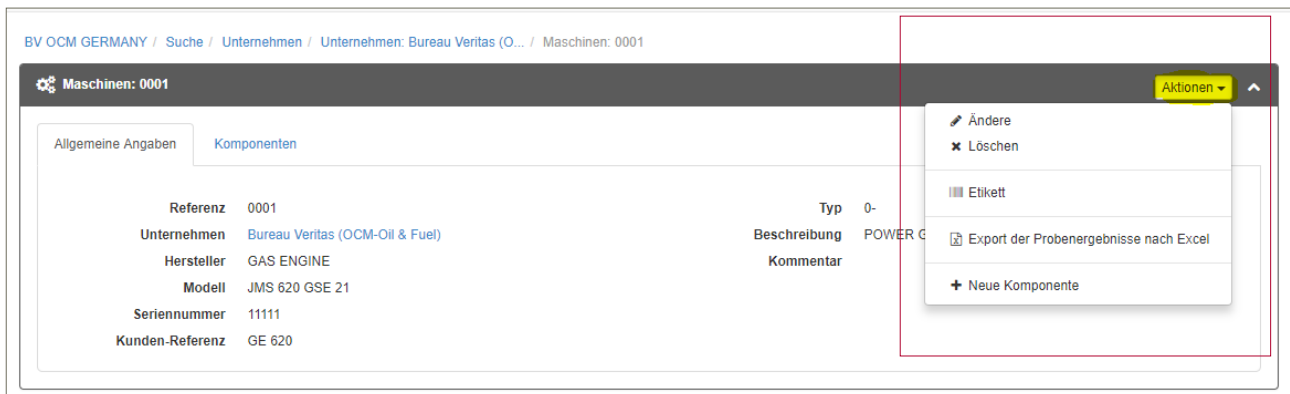 BV OCM GERMANY / Suche / Unternehmen / Unternehmen: Bureau Veritas (O... / Maschinen: 0001
Maschinen: 0001
Aktionen
Ändere
Löschen
Etikett
Export der Probenergebnisse nach Excel
Neue Komponente
Allgemeine Angaben
Komponenten
Referenz 0001
Unternehmen Bureau Veritas (OCM-Oil & Fuel)
Hersteller GAS ENGINE
Modell JMS 620 GSE 21
Seriennummer 11111
Kunden-Referenz GE 620
Typ 0-
Beschreibung POWER G
Kommentar